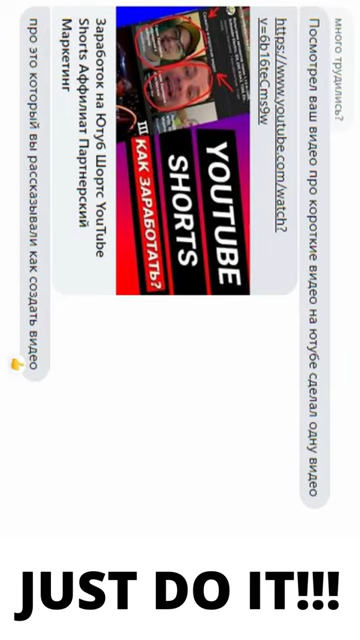 много трудились?
Посмотрел ваш видео про короткие видео на ютубе сделал одну видео
https://www.youtube.com/watch?
v=6b16teCms9w
YOUTUBE
SHORTS
КАК ЗАРАБОТАТЬ?
Заработок на Ютуб Шортс YouTube
Shorts Аффилиат Партнерский
Маркетинг
про это который вы рассказывали как создать видео
JUST DO IT!!!